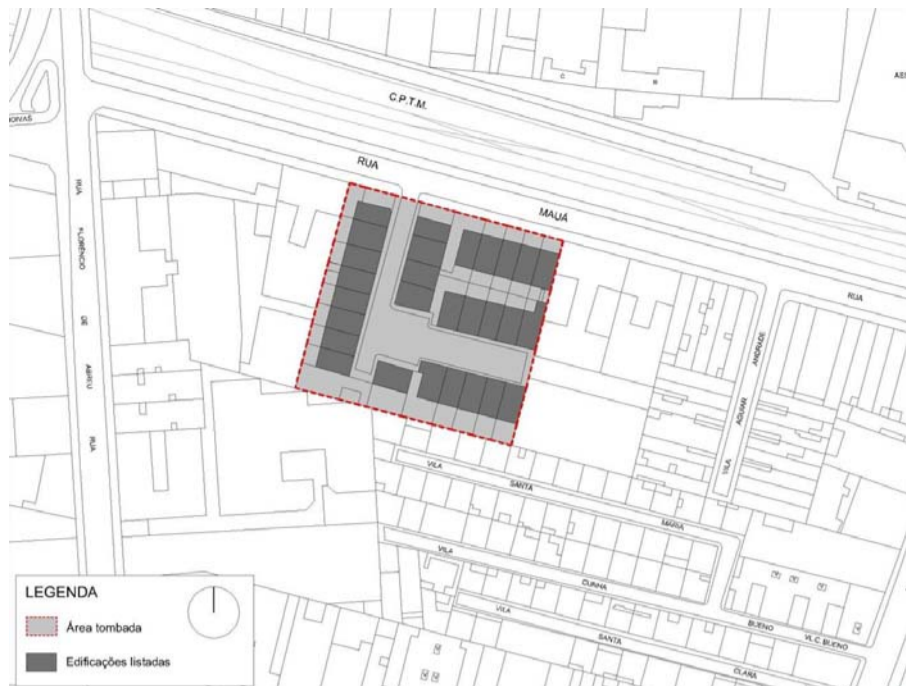 C
B
C.P.T.M.
RUA
MAUÁ
RUA
FLORENCIO
DE
ABREU
RUA
RUA
VILA
AGUIAR
ANDRADE
VILA
SANTA
MARIA
VILA
CUNHA
BUENO
VL.C. BUENO
VILA
SANTA
CLARA
LEGENDA
Área tombada
Edificações listadas